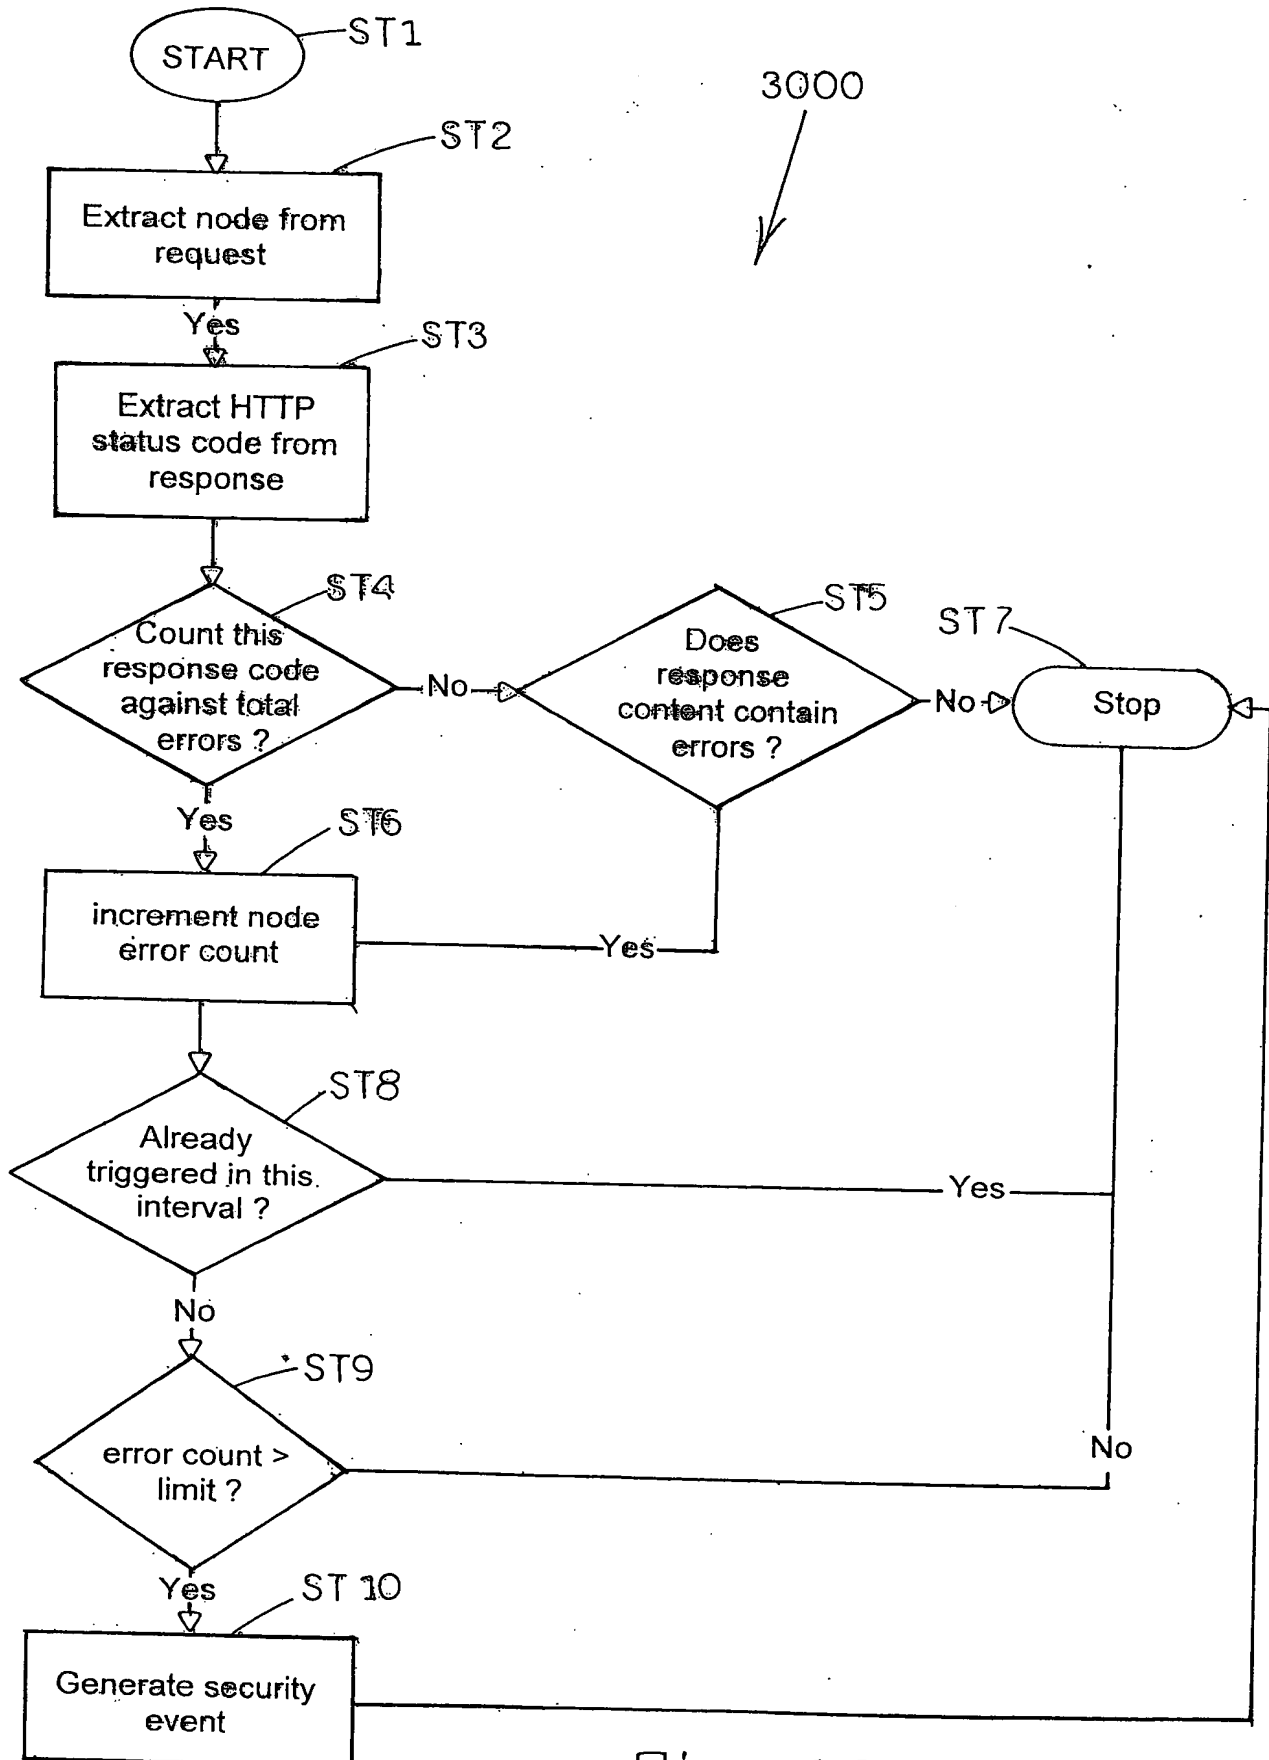 START
ST1
3000
ST2
Extract node from
request
Yes
ST3
Extract HTTP
status code from
response
ST4
Count this
response code
against total
errors ?
No
ST5
Does
response
content contain
errors ?
No
ST7
Stop
Yes
ST6
increment node
error count
Yes
ST8
Already
triggered in this
interval ?
Yes
No
ST9
error count >
limit ?
No
Yes
ST 10
Generate security
event